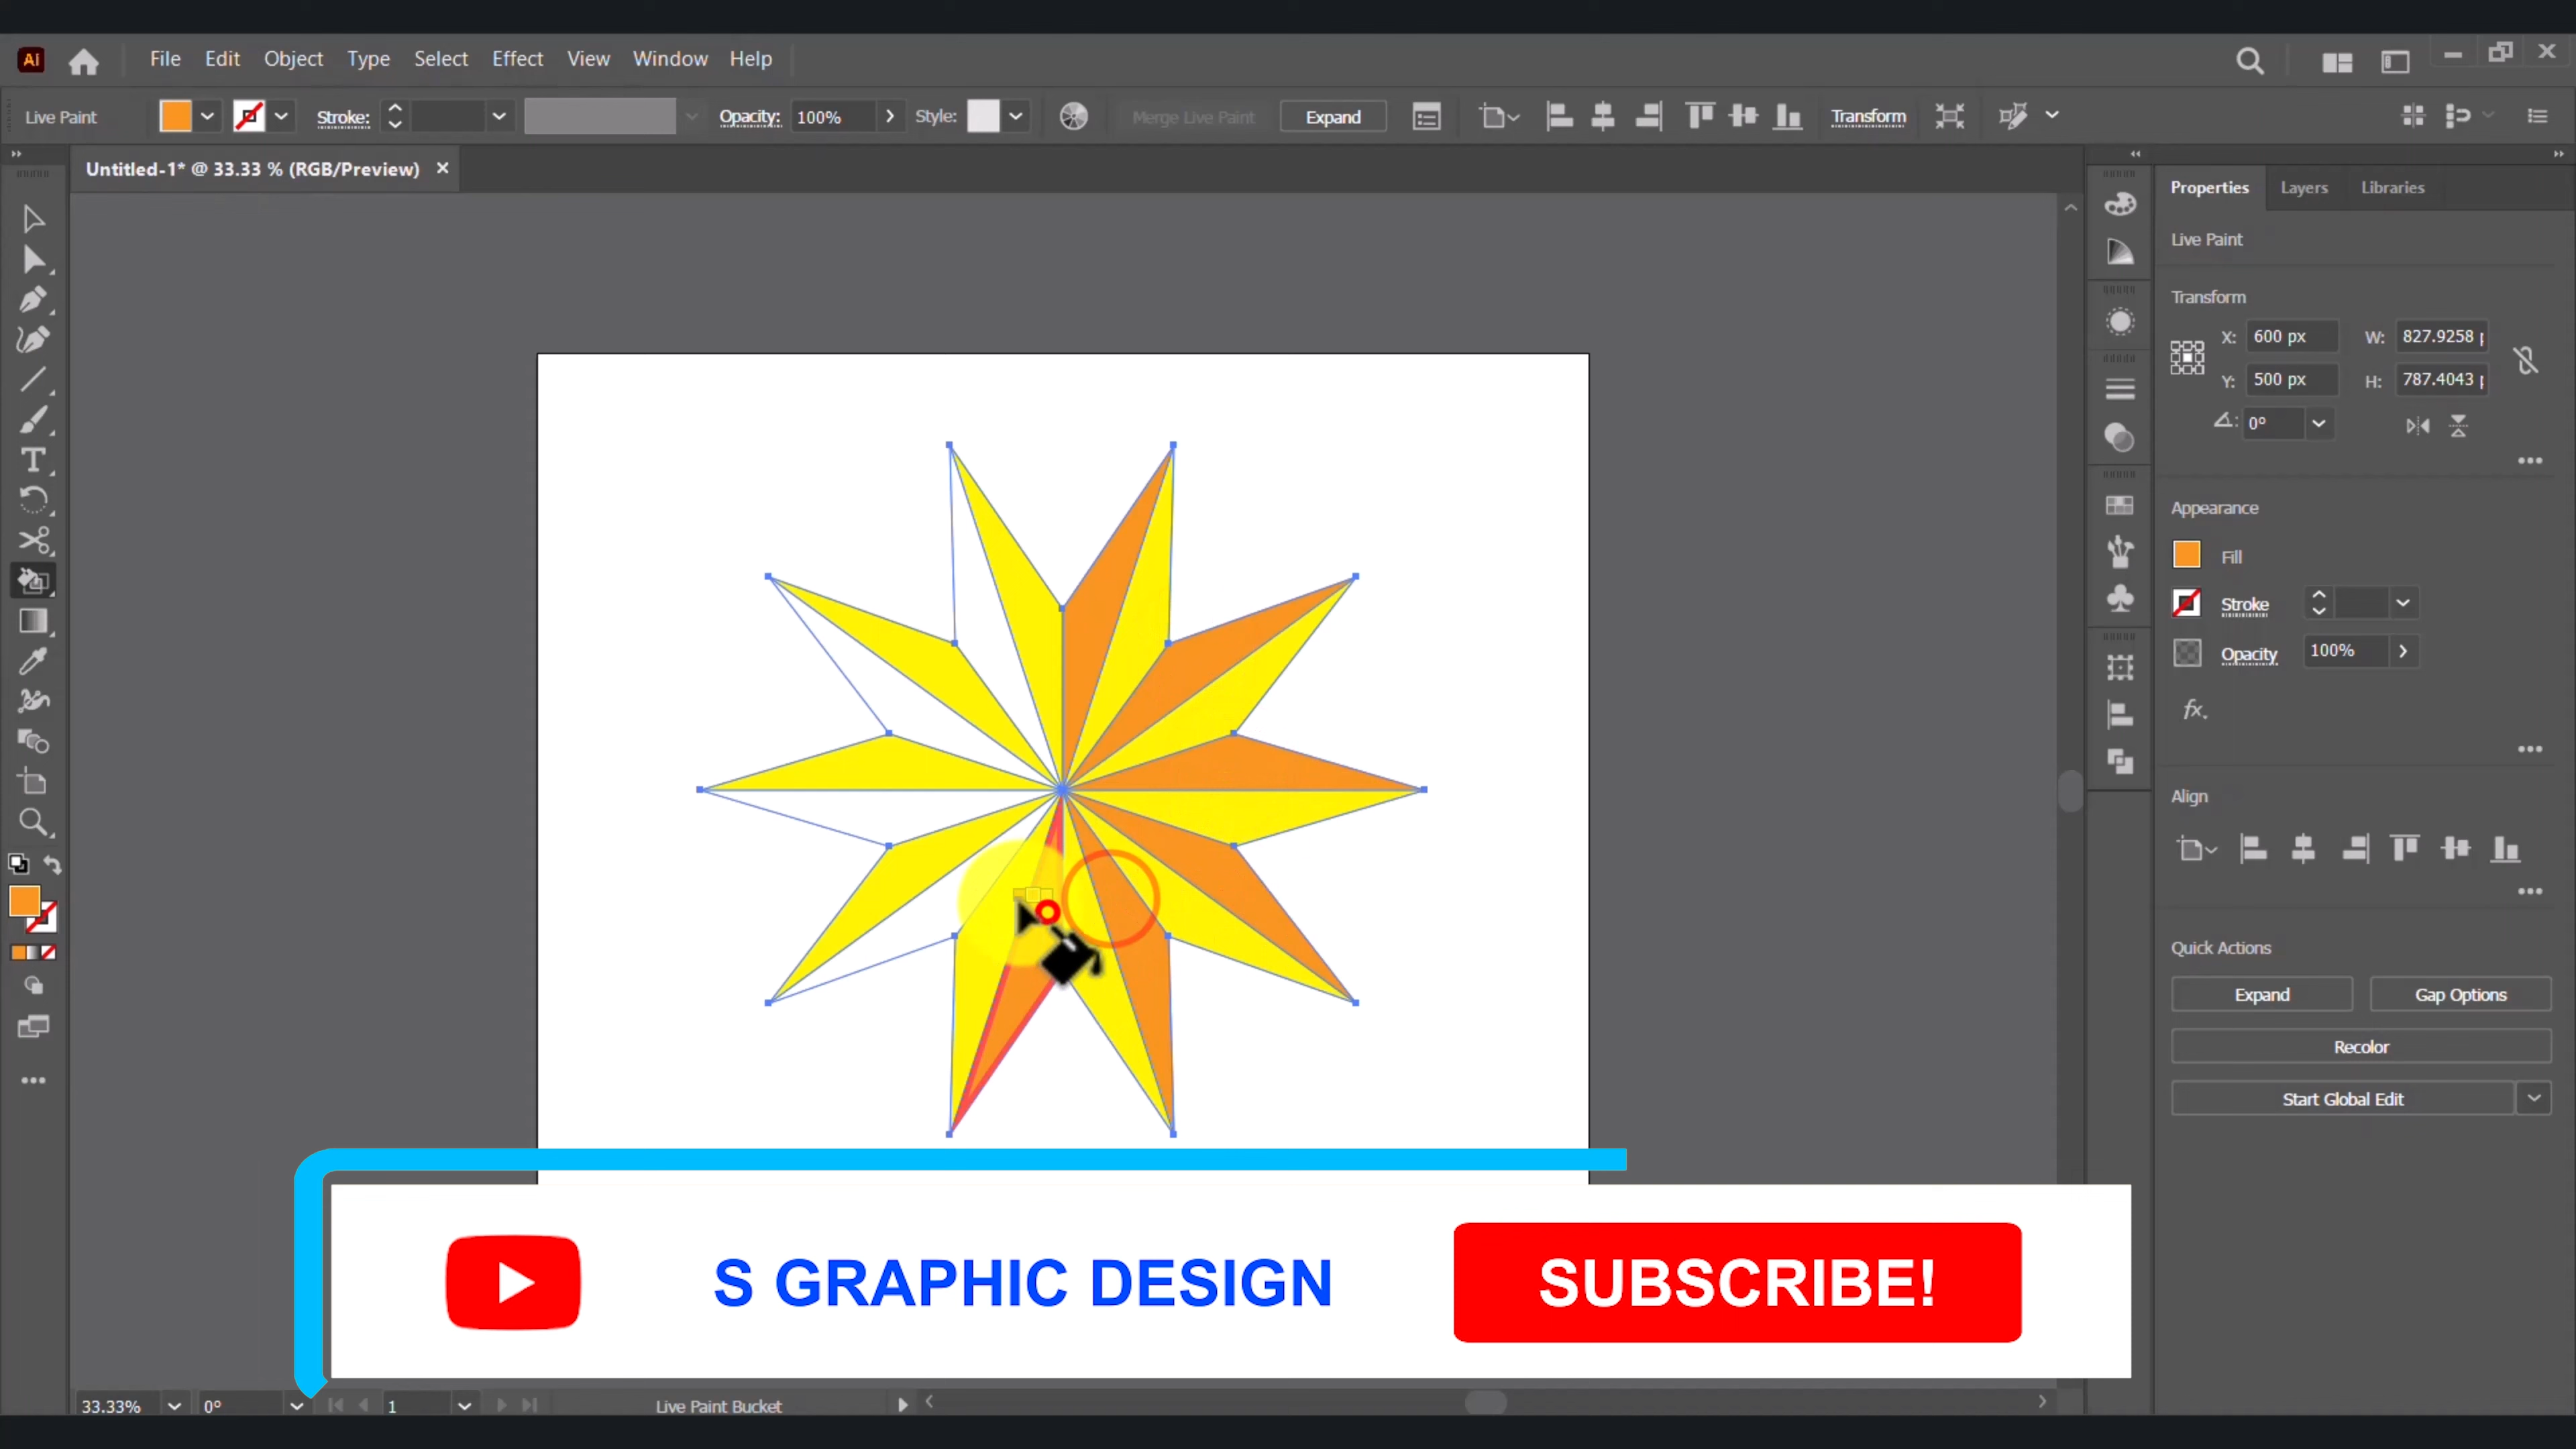 Ai File Edit Object Type Select Effect View Window Help
Live Paint Stroke: Opacity: 100% Style: Merge Live Paint Expand Transform
Untitled-1* @ 33.33 % (RGB/Preview)
Properties Layers Libraries
Live Paint
Transform
X: 600 px W: 827.9258
Y: 500 px H: 787.4043
0°
Appearance
Fill
Stroke
Opacity 100%
fx.
Align
Quick Actions
Expand Gap Options
Recolor
Start Global Edit
S GRAPHIC DESIGN SUBSCRIBE!
33.33% 0° 1 Live Paint Bucket